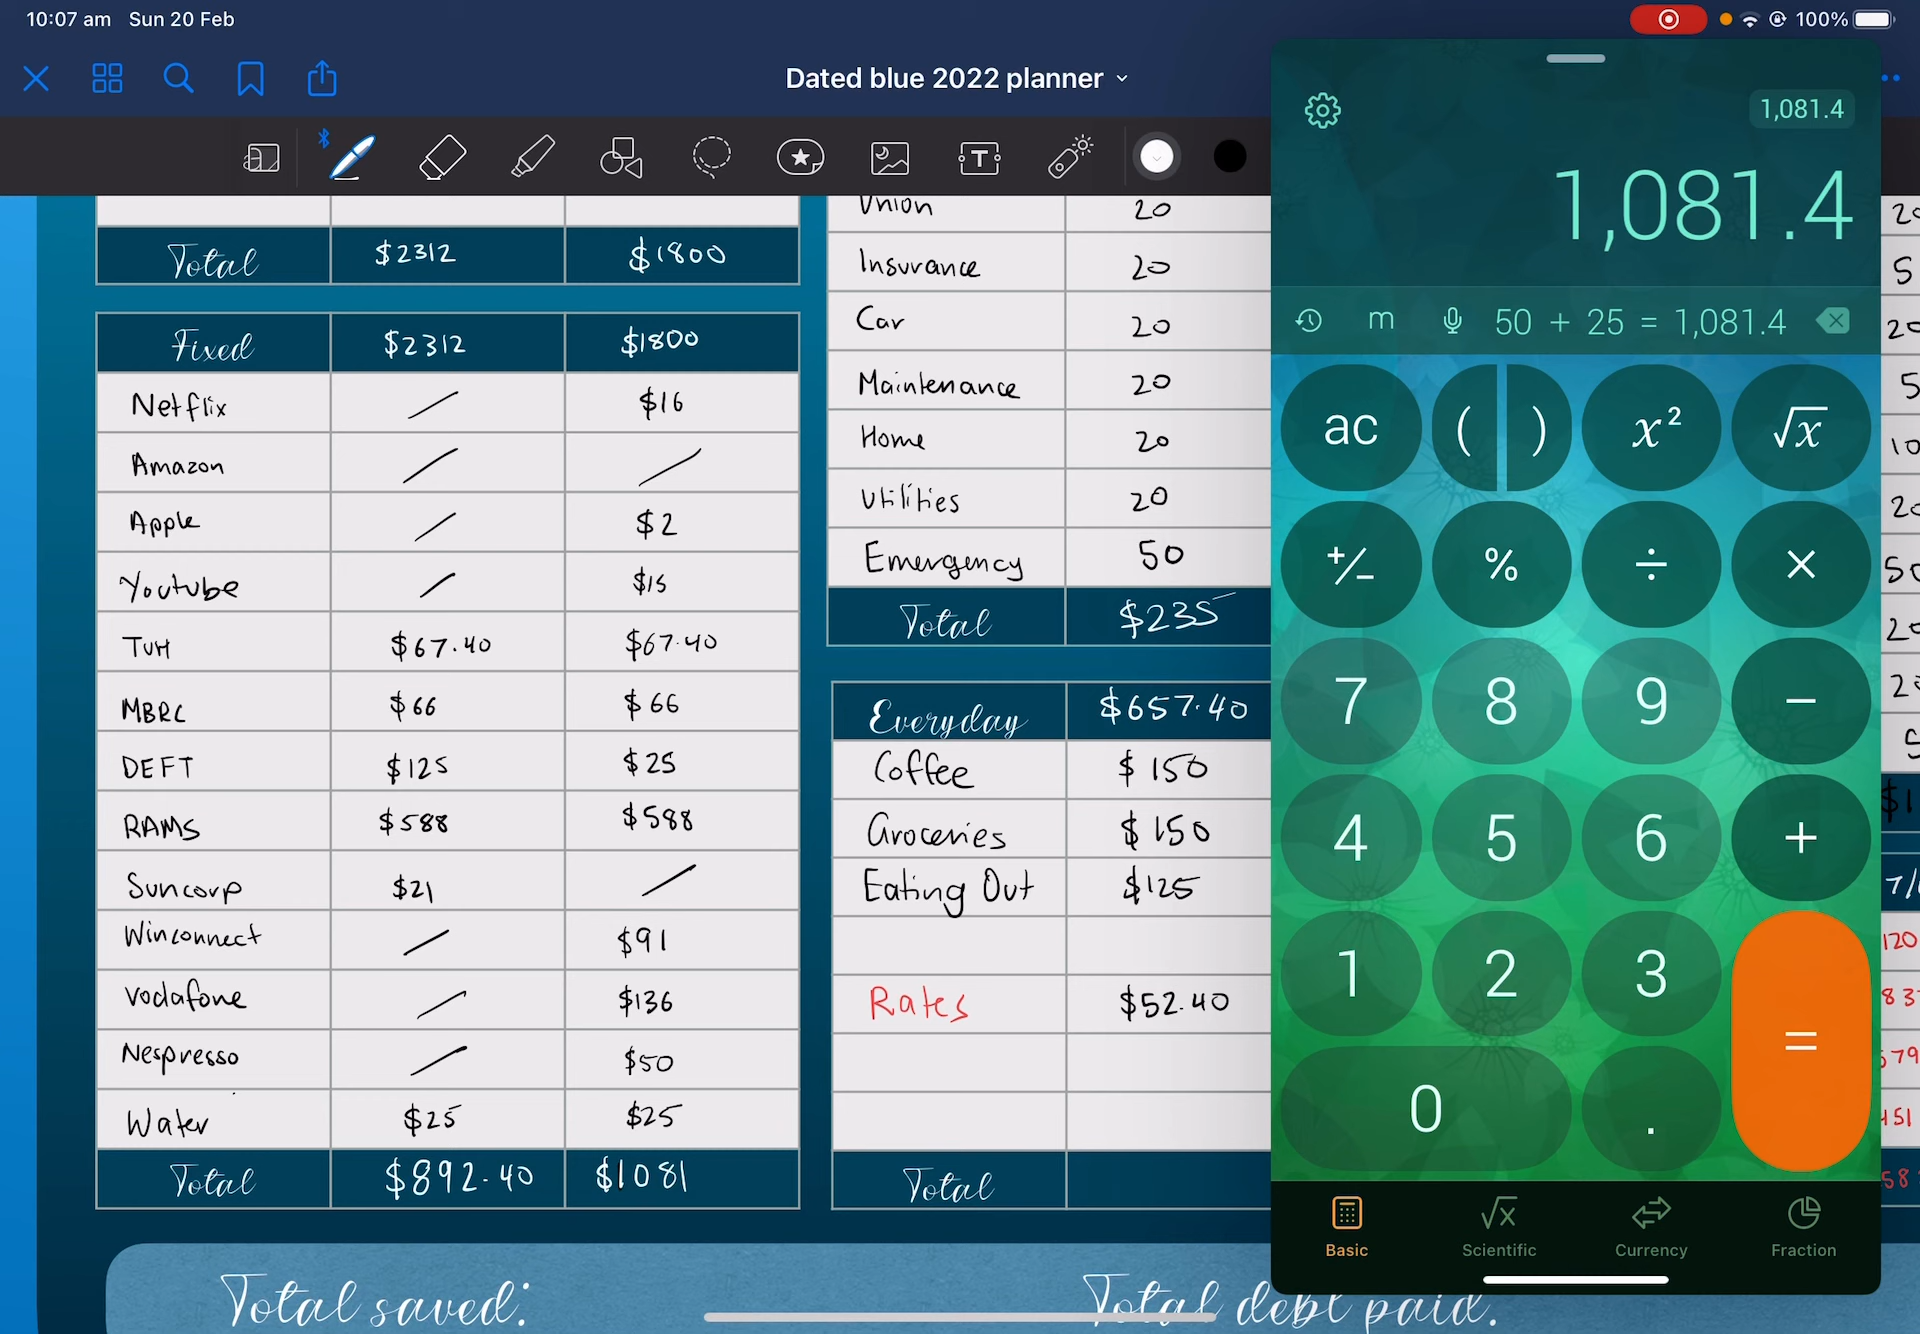 10:07 am Sun 20 Feb
100%
Dated blue 2022 planner
Total $2312 $1800
Fixed $2312 $1800
Netflix / $16
Amazon / /
Apple / $2
Youtube / $15
TUH $67.40 $67.40
MBRC $66 $66
DEFT $125 $25
RAMS $588 $588
Suncorp $21 /
Winconnect / $91
Vodafone / $136
Nespresso / $50
Water $25 $25
Total $892.40 $1081
Union 20
Insurance 20
Car 20
Maintenance 20
Home 20
Utilities 20
Emergency 50
Total $235
Everyday $657.40
Coffee $150
Groceries $150
Eating Out $125
Rates $52.40
Total
Total saved:
Total debt paid:
1,081.4
1,081.4
m 50 + 25 = 1,081.4
ac ( ) x² √x
+/− % ÷ ×
7 8 9 −
4 5 6 +
1 2 3 =
0 .
Basic Scientific Currency Fraction